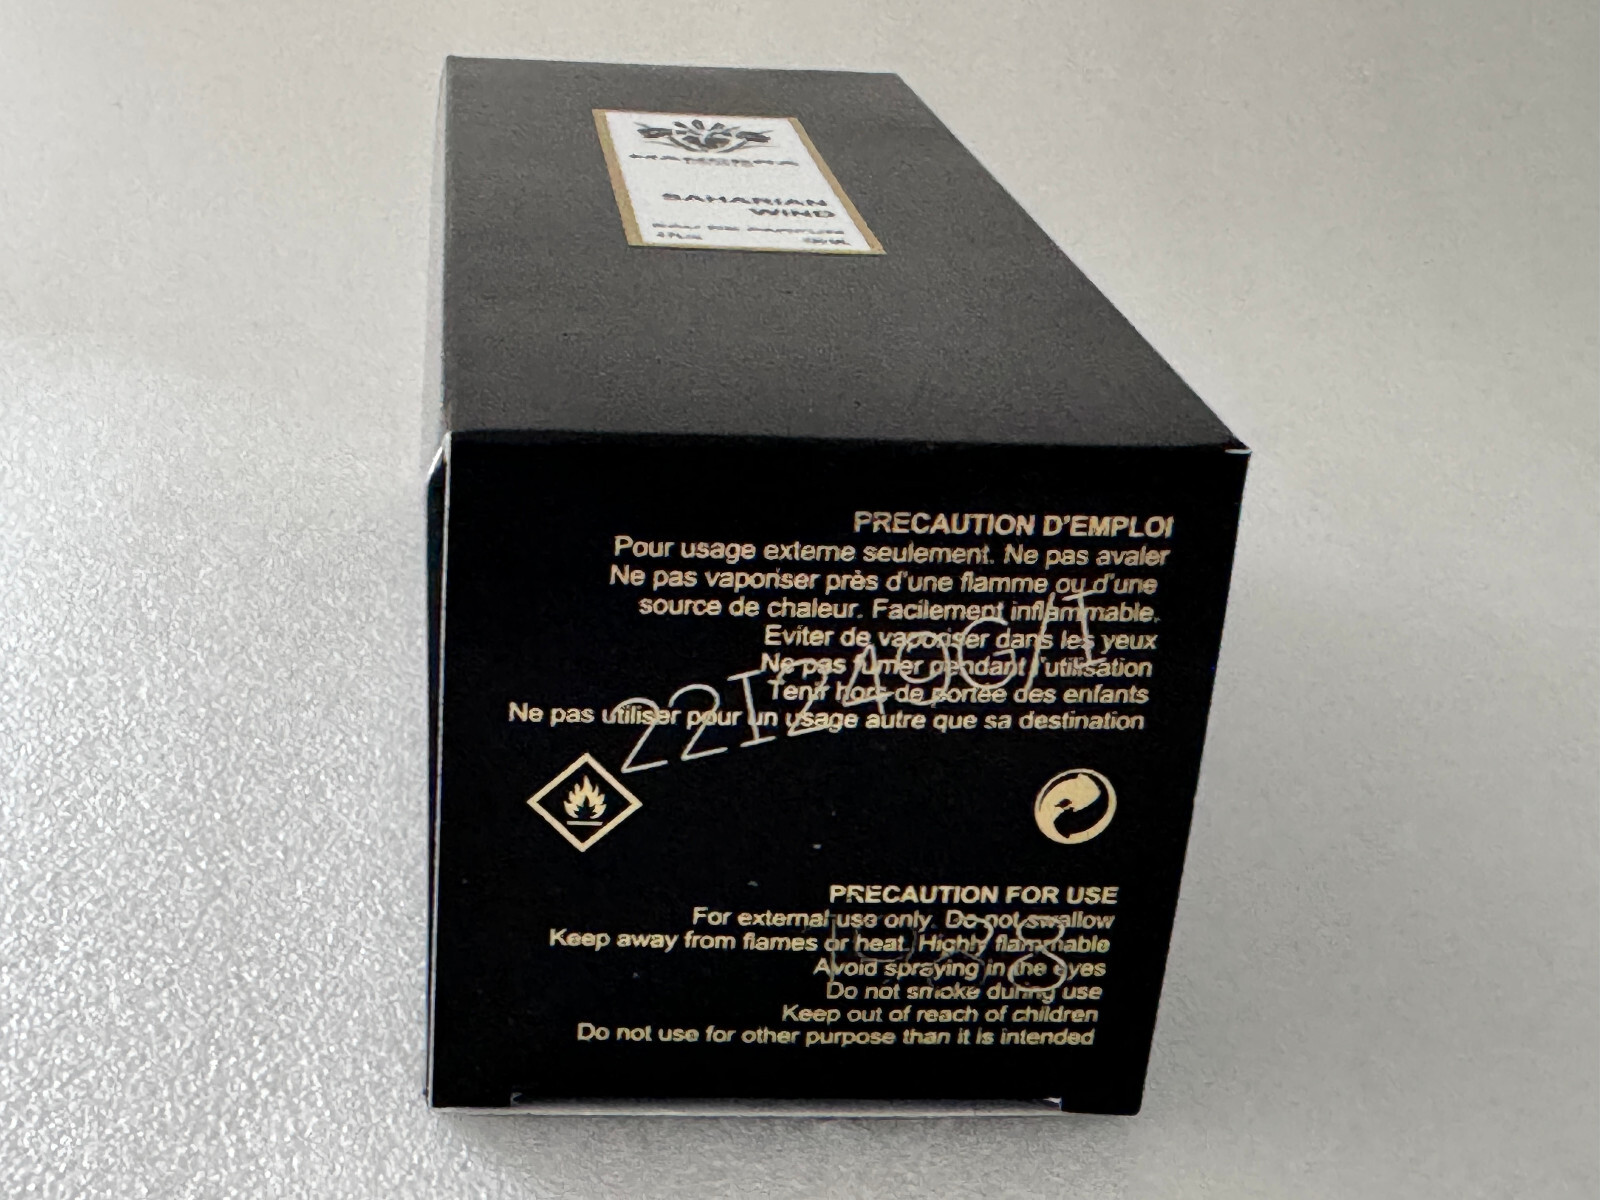 SAHARIAN
WIND
EAU DE PARFUM
PRECAUTION D'EMPLOI
Pour usage externe seulement. Ne pas avaler
Ne pas vaporiser près d'une flamme ou d'une
source de chaleur. Facilement inflammable.
Eviter de vaporiser dans les yeux
Ne pas fumer pendant l'utilisation
Tenir hors de portée des enfants
Ne pas utiliser pour un usage autre que sa destination
PRECAUTION FOR USE
For external use only. Do not swallow
Keep away from flames or heat. Highly flammable
Avoid spraying in the eyes
Do not smoke during use
Keep out of reach of children
Do not use for other purpose than it is intended